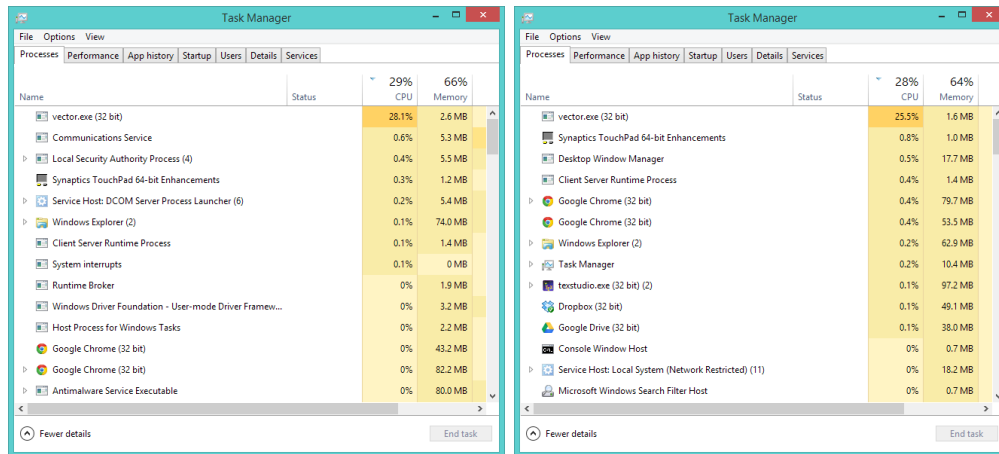 Task Manager
File Options View
Processes Performance App history Startup Users Details Services
29% 66%
Name Status CPU Memory
vector.exe (32 bit) 28.1% 2.6 MB
Communications Service 0.6% 5.3 MB
Local Security Authority Process (4) 0.4% 5.5 MB
Synaptics TouchPad 64-bit Enhancements 0.3% 1.2 MB
Service Host: DCOM Server Process Launcher (6) 0.2% 5.4 MB
Windows Explorer (2) 0.1% 74.0 MB
Client Server Runtime Process 0.1% 1.4 MB
System interrupts 0.1% 0 MB
Runtime Broker 0% 1.9 MB
Windows Driver Foundation - User-mode Driver Framew... 0% 3.2 MB
Host Process for Windows Tasks 0% 2.2 MB
Google Chrome (32 bit) 0% 43.2 MB
Google Chrome (32 bit) 0% 82.2 MB
Antimalware Service Executable 0% 80.0 MB
Fewer details End task
Task Manager
File Options View
Processes Performance App history Startup Users Details Services
28% 64%
Name Status CPU Memory
vector.exe (32 bit) 25.5% 1.6 MB
Synaptics TouchPad 64-bit Enhancements 0.8% 1.0 MB
Desktop Window Manager 0.5% 17.7 MB
Client Server Runtime Process 0.4% 1.4 MB
Google Chrome (32 bit) 0.4% 79.7 MB
Google Chrome (32 bit) 0.4% 53.5 MB
Windows Explorer (2) 0.2% 62.9 MB
Task Manager 0.2% 10.4 MB
texstudio.exe (32 bit) (2) 0.1% 97.2 MB
Dropbox (32 bit) 0.1% 49.1 MB
Google Drive (32 bit) 0.1% 38.0 MB
Console Window Host 0% 0.7 MB
Service Host: Local System (Network Restricted) (11) 0% 18.2 MB
Microsoft Windows Search Filter Host 0% 0.7 MB
Fewer details End task